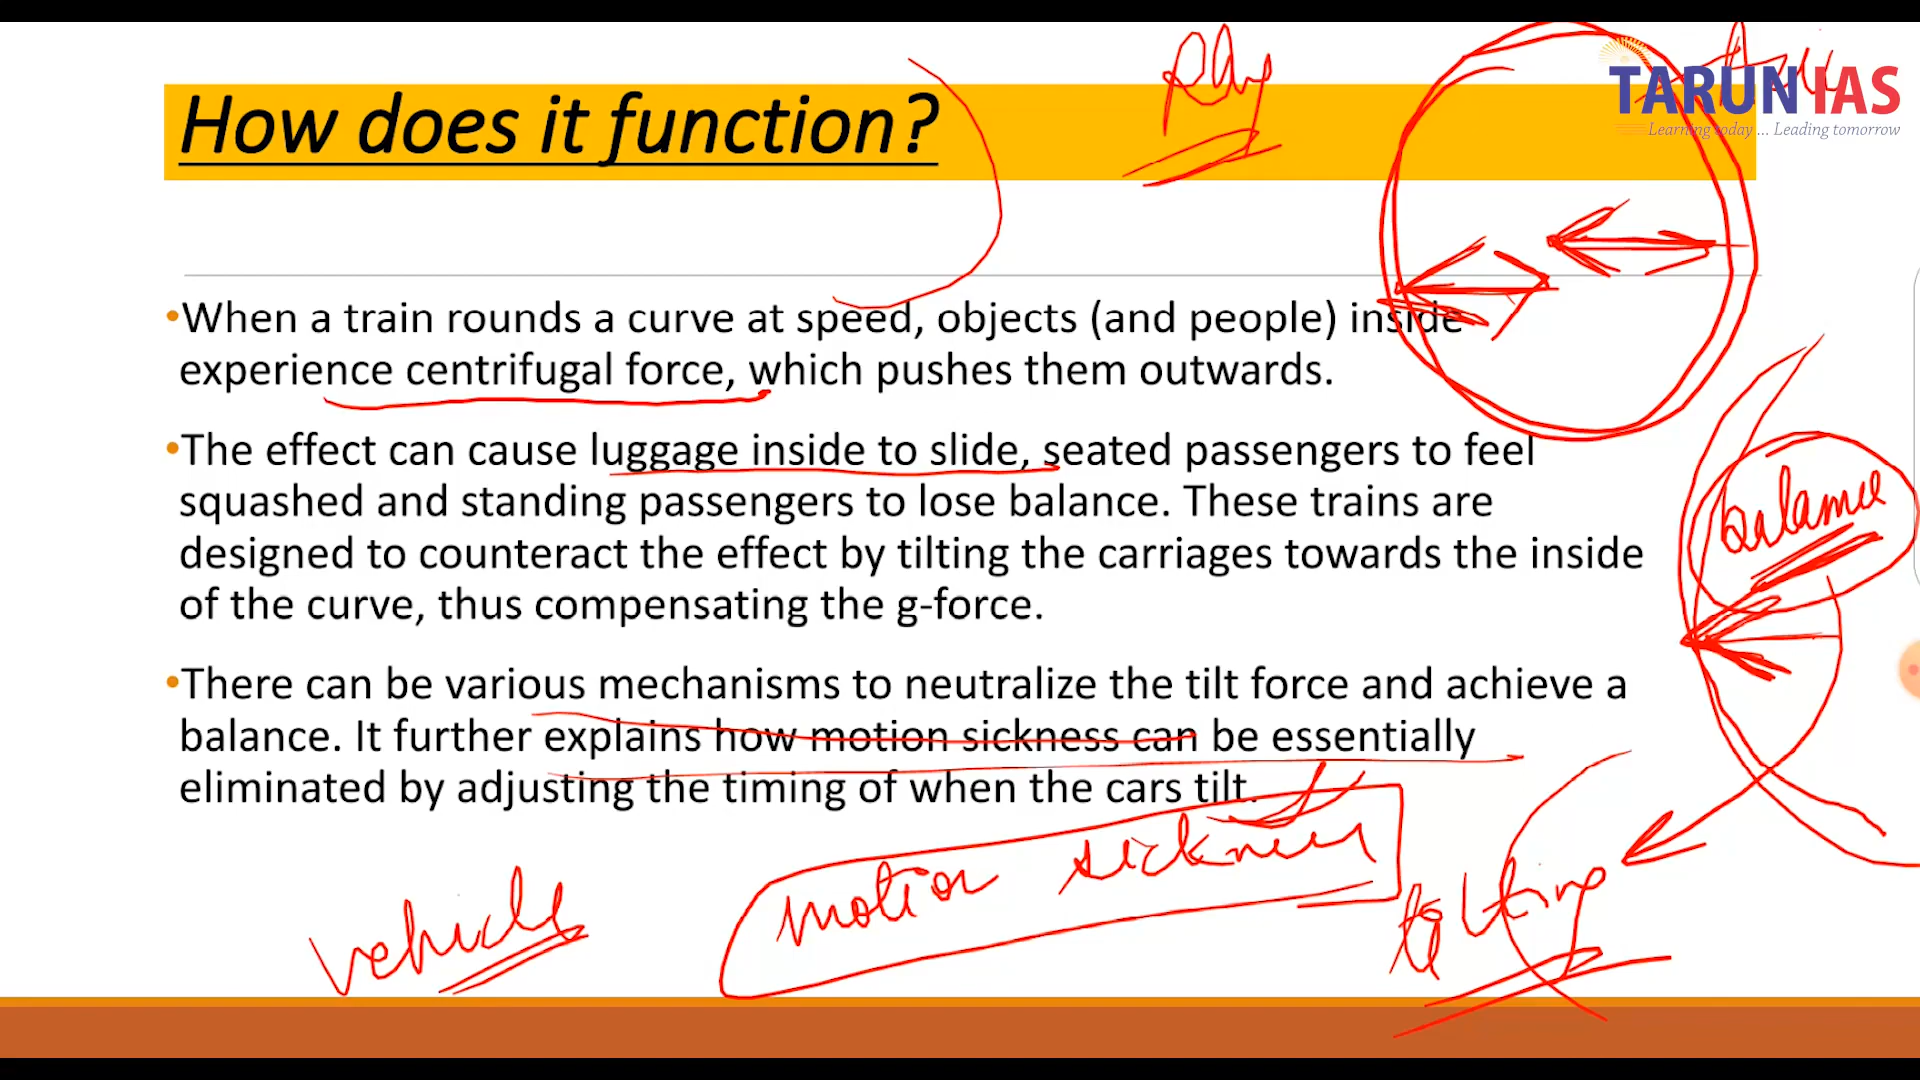 TARUN IAS
Learning today ... Leading tomorrow
How does it function?
•When a train rounds a curve at speed, objects (and people) inside
experience centrifugal force, which pushes them outwards.
•The effect can cause luggage inside to slide, seated passengers to feel
squashed and standing passengers to lose balance. These trains are
designed to counteract the effect by tilting the carriages towards the inside
of the curve, thus compensating the g-force.
•There can be various mechanisms to neutralize the tilt force and achieve a
balance. It further explains how motion sickness can be essentially
eliminated by adjusting the timing of when the cars tilt.
balance
motion sickness
vehicle
tilting